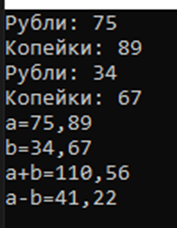 Рубли: 75
Копейки: 89
Рубли: 34
Копейки: 67
a=75,89
b=34,67
a+b=110,56
a-b=41,22